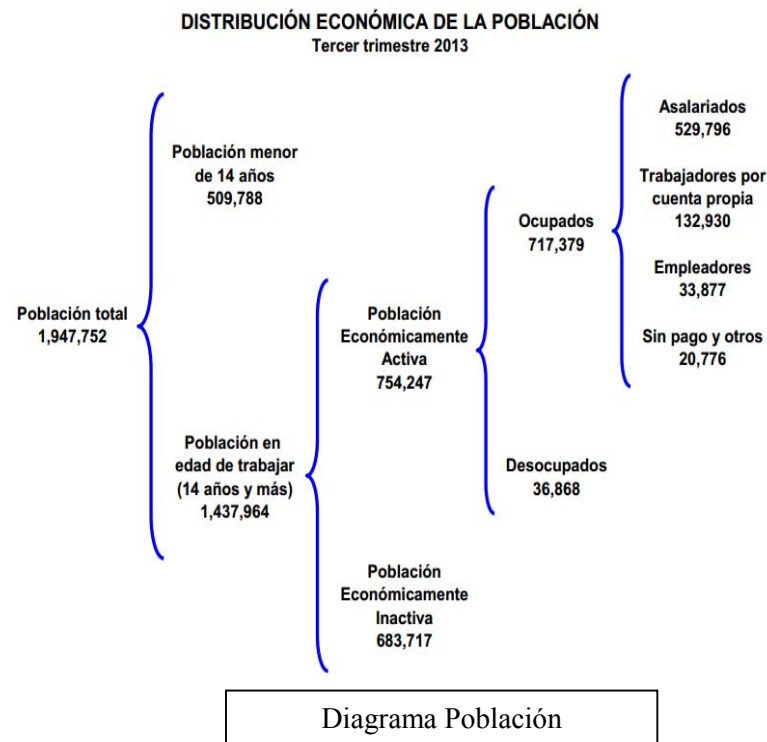 DISTRIBUCIÓN ECONÓMICA DE LA POBLACIÓN
Tercer trimestre 2013
Población total
1,947,752
Población menor
de 14 años
509,788
Población en
edad de trabajar
(14 años y más)
1,437,964
Población
Económicamente
Activa
754,247
Población
Económicamente
Inactiva
683,717
Ocupados
717,379
Desocupados
36,868
Asalariados
529,796
Trabajadores por
cuenta propia
132,930
Empleadores
33,877
Sin pago y otros
20,776
Diagrama Población